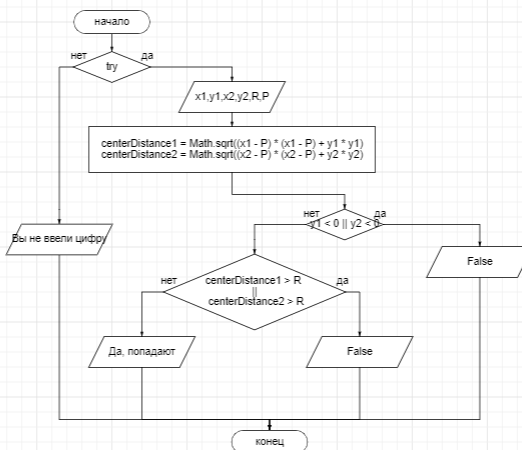 начало
нет
да
try
x1,y1,x2,y2,R,P
centerDistance1 = Math.sqrt((x1 - P) * (x1 - P) + y1 * y1)
centerDistance2 = Math.sqrt((x2 - P) * (x2 - P) + y2 * y2)
нет
да
y1 < 0 || y2 < 0
Вы не ввели цифру
False
нет
да
centerDistance1 > R
||
centerDistance2 > R
Да, попадают
False
конец